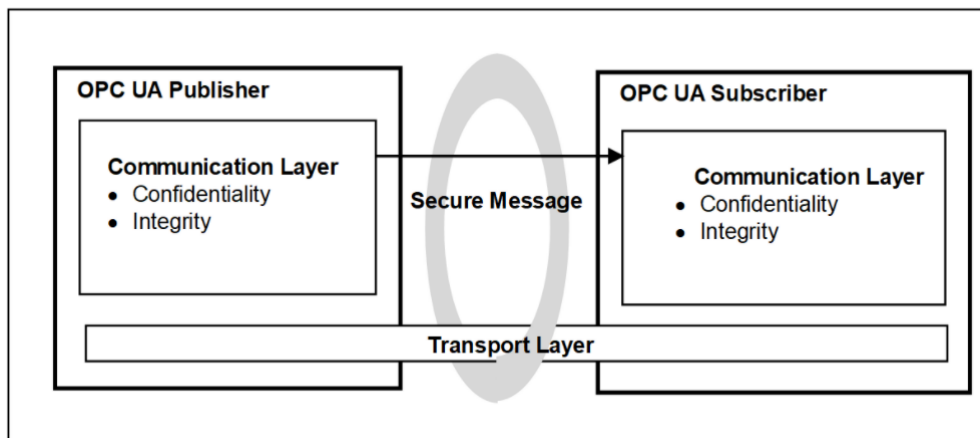 OPC UA Publisher
Communication Layer
• Confidentiality
• Integrity
Secure Message
OPC UA Subscriber
Communication Layer
• Confidentiality
• Integrity
Transport Layer